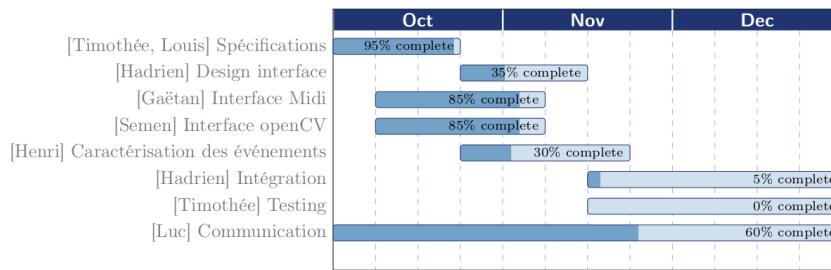 Oct Nov Dec
[Timothée, Louis] Spécifications 95% complete
[Hadrien] Design interface 35% complete
[Gaëtan] Interface Midi 85% complete
[Semen] Interface openCV 85% complete
[Henri] Caractérisation des événements 30% complete
[Hadrien] Intégration 5% complete
[Timothée] Testing 0% complete
[Luc] Communication 60% complete